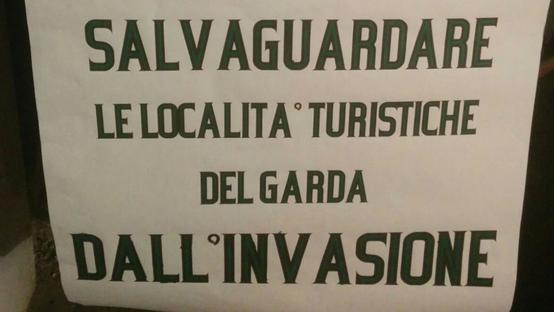 SALVAGUARDARE
LE LOCALITA° TURISTICHE
DEL GARDA
DALL°INVASIONE